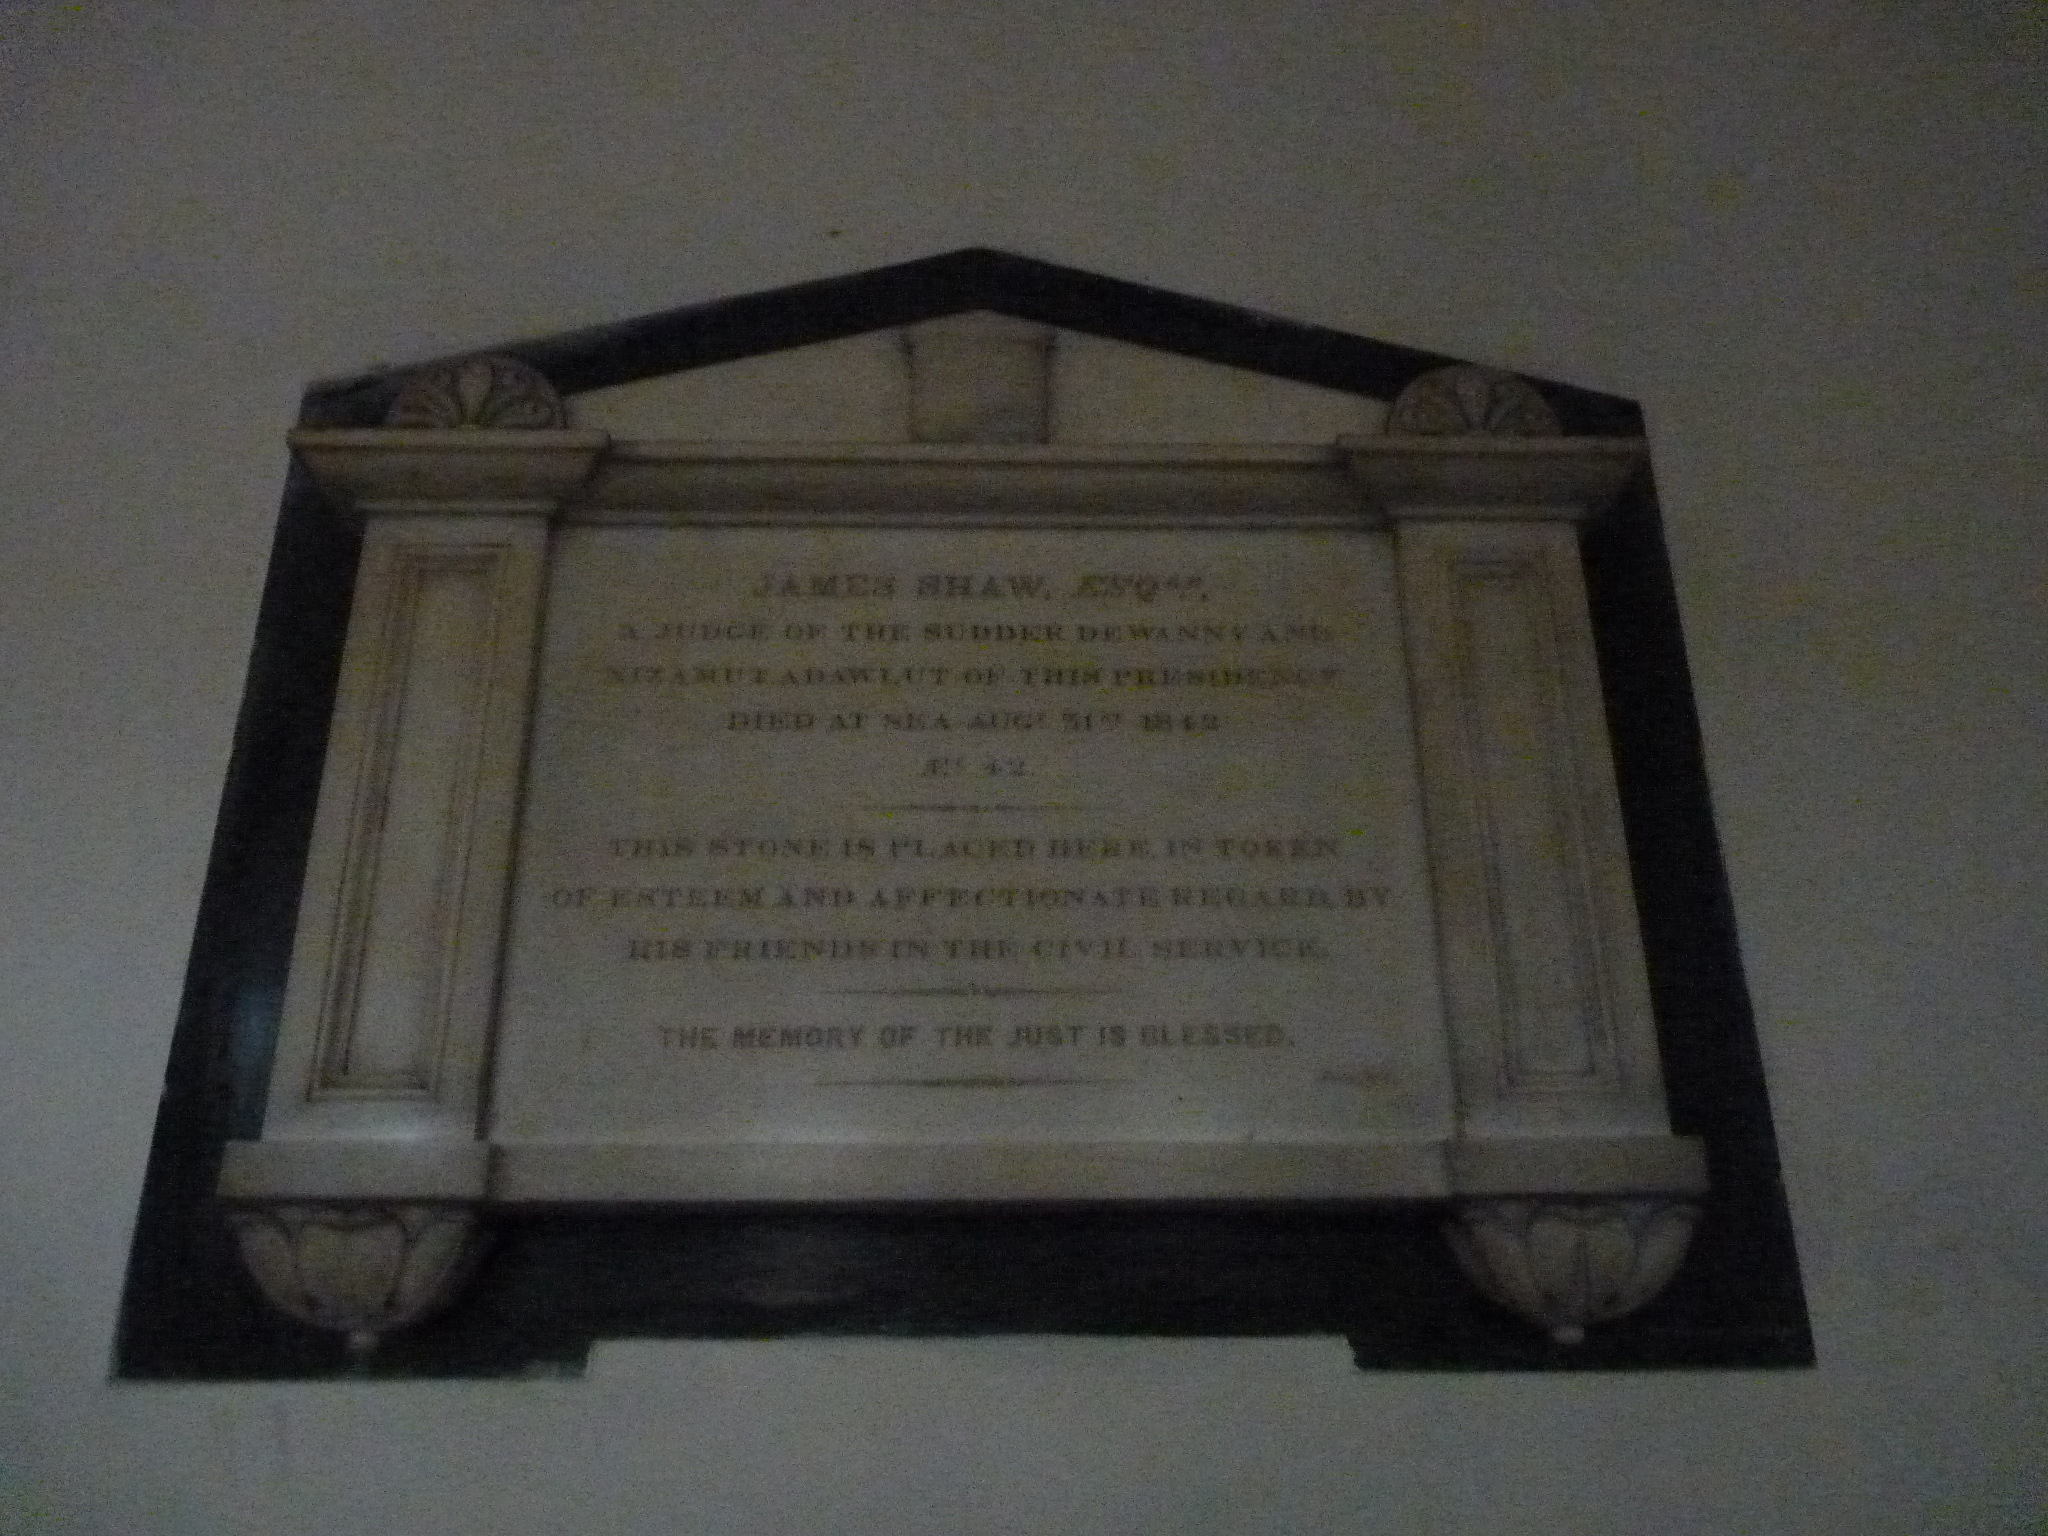 JAMES SHAW, ESQRE,
A JUDGE OF THE SUDDER DEWANNY AND
NIZAMUT ADAWLUT OF THIS PRESIDENCY
DIED AT SEA AUGT 31ST 1842
ÆT 42.
THIS STONE IS PLACED HERE, IN TOKEN
OF ESTEEM AND AFFECTIONATE REGARD, BY
HIS FRIENDS IN THE CIVIL SERVICE.
THE MEMORY OF THE JUST IS BLESSED.